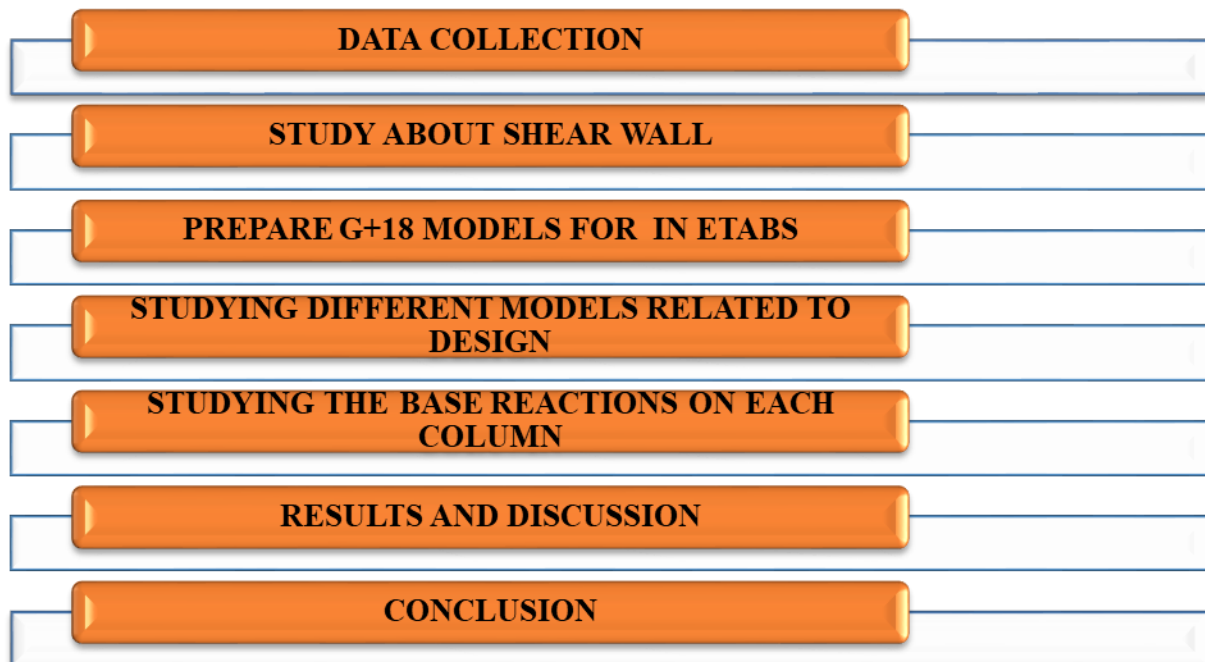 DATA COLLECTION
STUDY ABOUT SHEAR WALL
PREPARE G+18 MODELS FOR IN ETABS
STUDYING DIFFERENT MODELS RELATED TO
DESIGN
STUDYING THE BASE REACTIONS ON EACH
COLUMN
RESULTS AND DISCUSSION
CONCLUSION